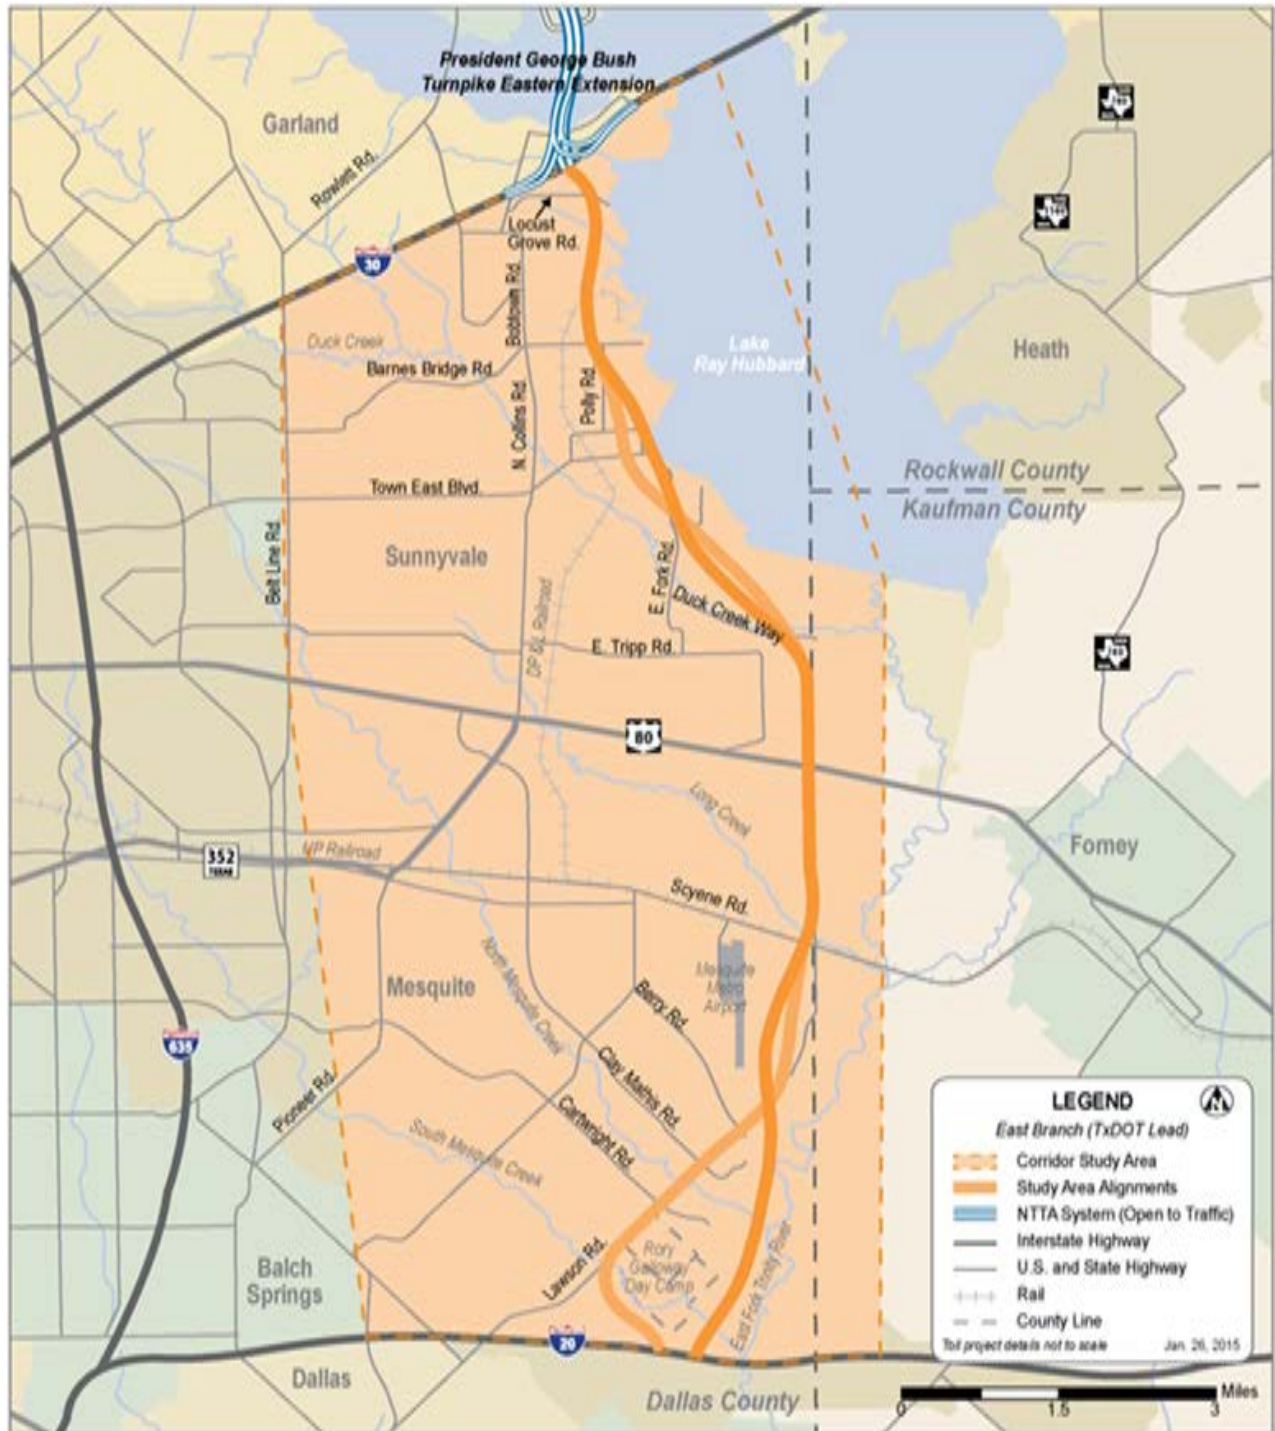 President George Bush
Turnpike Eastern Extension
Garland
Rowlett Rd.
Locust
Grove Rd.
30
Bobtown Rd.
Duck Creek
Barnes Bridge Rd.
N. Collins Rd.
Polly Rd.
Lake
Ray Hubbard
Heath
Rockwall County
Kaufman County
Town East Blvd.
Belt Line Rd.
Sunnyvale
DP &L Railroad
E. Fork Rd.
Duck Creek Way
E. Tripp Rd.
80
Long Creek
Forney
352
TEXAS
UP Railroad
Scyene Rd.
Mesquite
North Mesquite Creek
Mesquite
Metro
Airport
Berry Rd.
635
Clay Mathis Rd.
Pioneer Rd.
Cartwright Rd.
South Mesquite Creek
Lawson Rd.
Galloway
Day Camp
East Fork Trinity River
Balch
Springs
20
Dallas
Dallas County
LEGEND
N
East Branch (TxDOT Lead)
Corridor Study Area
Study Area Alignments
NTTA System (Open to Traffic)
Interstate Highway
U.S. and State Highway
Rail
County Line
Toll project details not to scale
Jan. 26, 2015
Miles
0
1.5
3